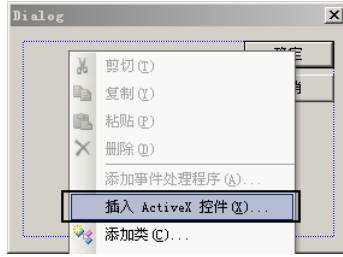 Dialog
确定
剪切(T)
复制(Y)
粘贴(P)
删除(D)
添加事件处理程序(A)...
插入 ActiveX 控件(X)...
添加类(C)...